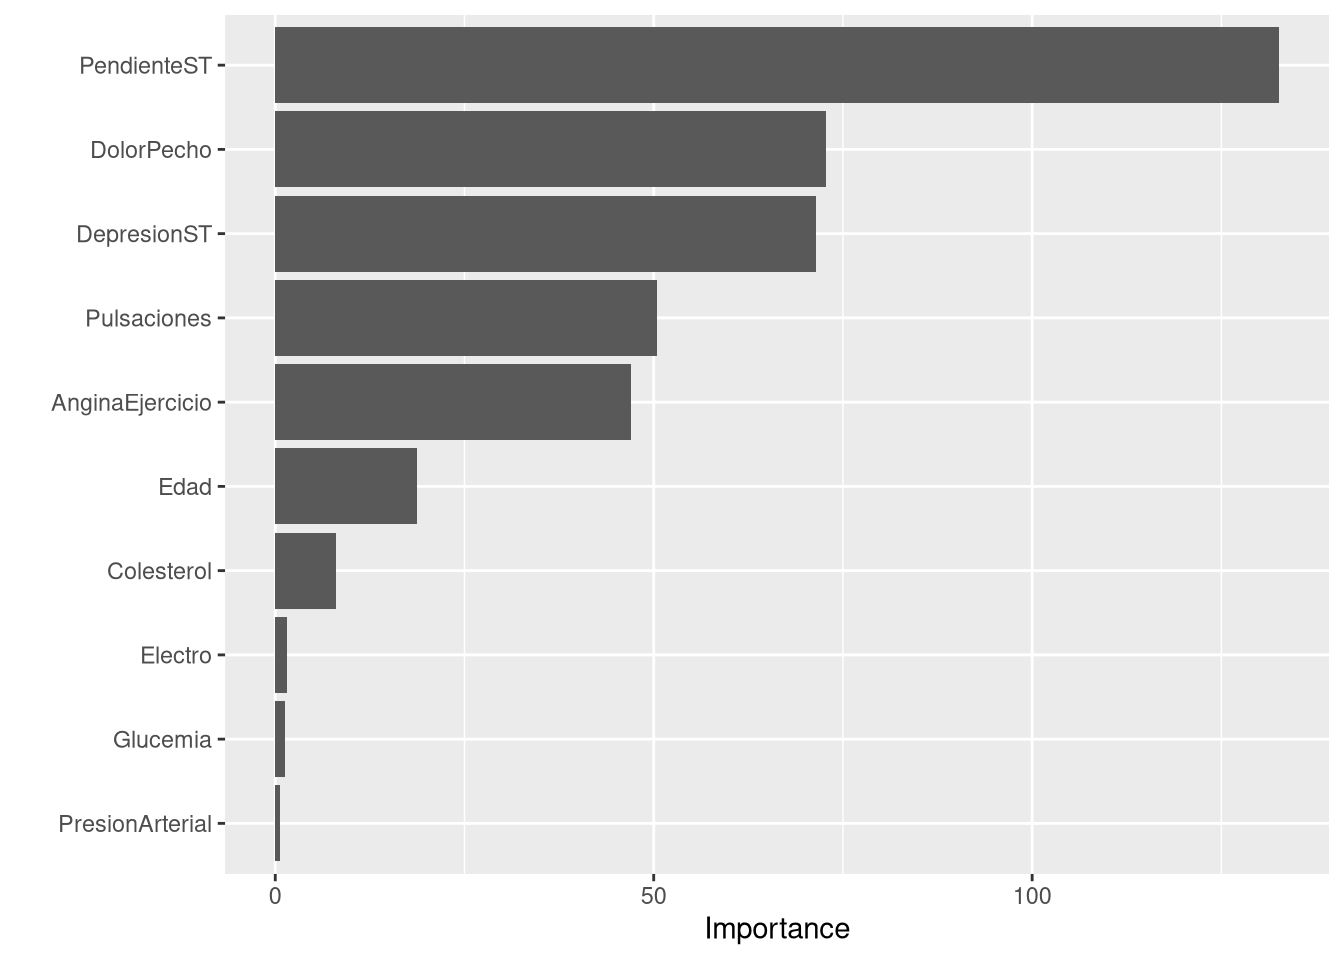 PendienteST
DolorPecho
DepresionST
Pulsaciones
AnginaEjercicio
Edad
Colesterol
Electro
Glucemia
PresionArterial
0 50 100
Importance